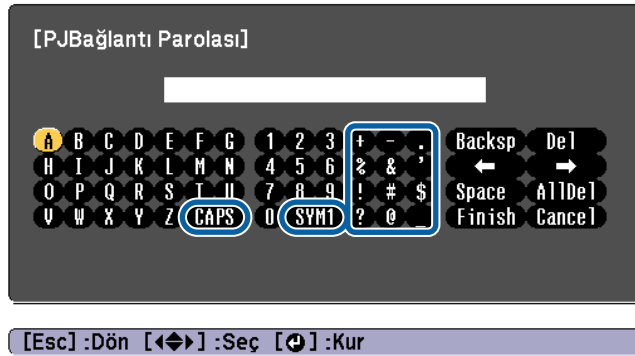 [PJBağlantı Parolası]
A B C D E F G 1 2 3 + - . Backsp Del
H I J K L M N 4 5 6 % & ’ ← →
O P Q R S T U 7 8 9 ! # $ Space AllDel
V W X Y Z CAPS 0 SYM1 ? @ _ Finish Cancel
[Esc] :Dön [ ] :Seç [ ] :Kur